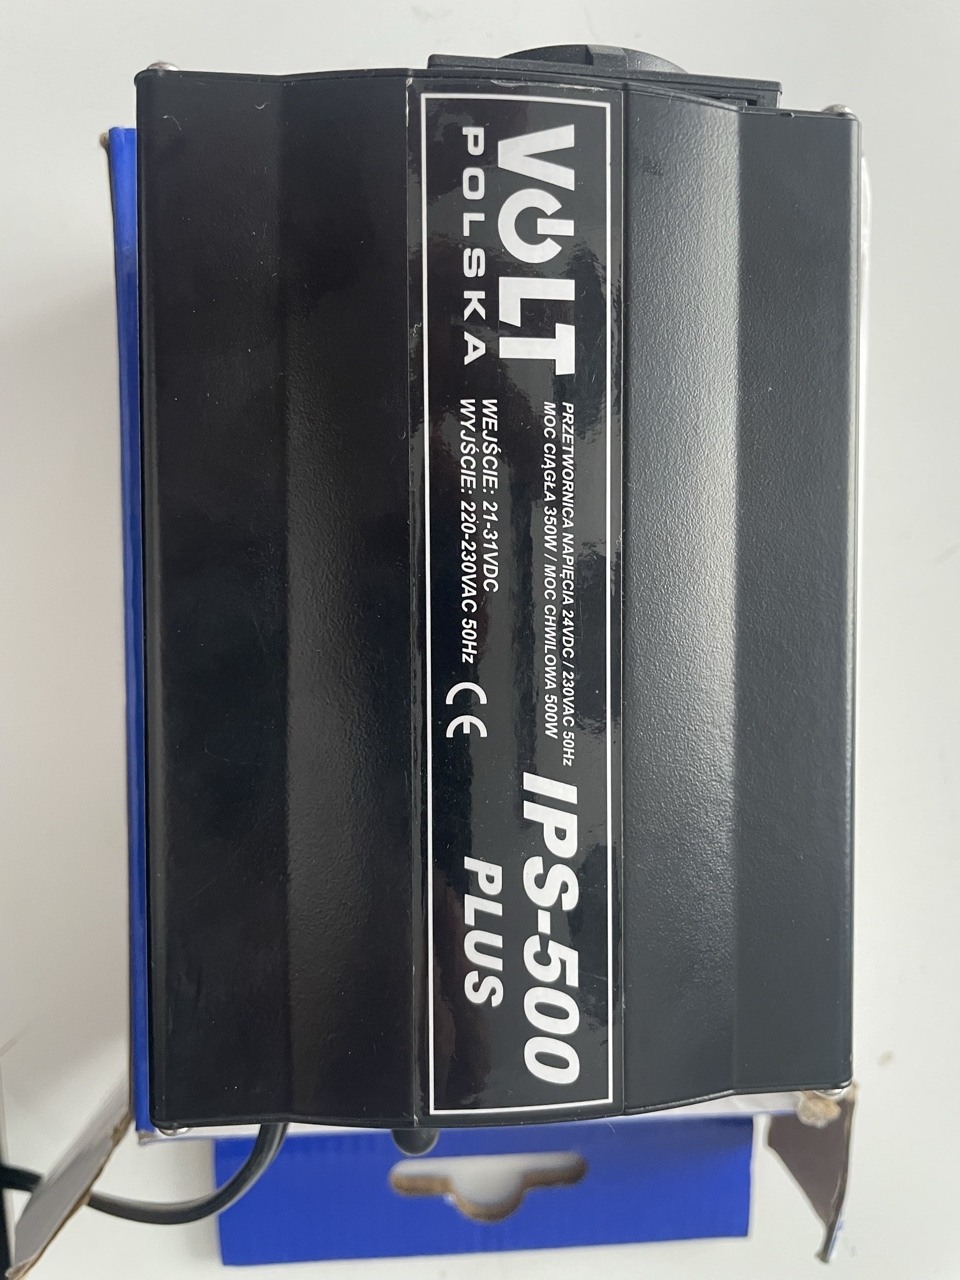 VOLT
POLSKA
PRZETWORNICA NAPIĘCIA 24VDC / 230VAC 50Hz
MOC CIĄGŁA 350W / MOC CHWILOWA 500W
WEJŚCIE: 21-31VDC
WYJŚCIE: 220-230VAC 50Hz
CE
IPS-500
PLUS